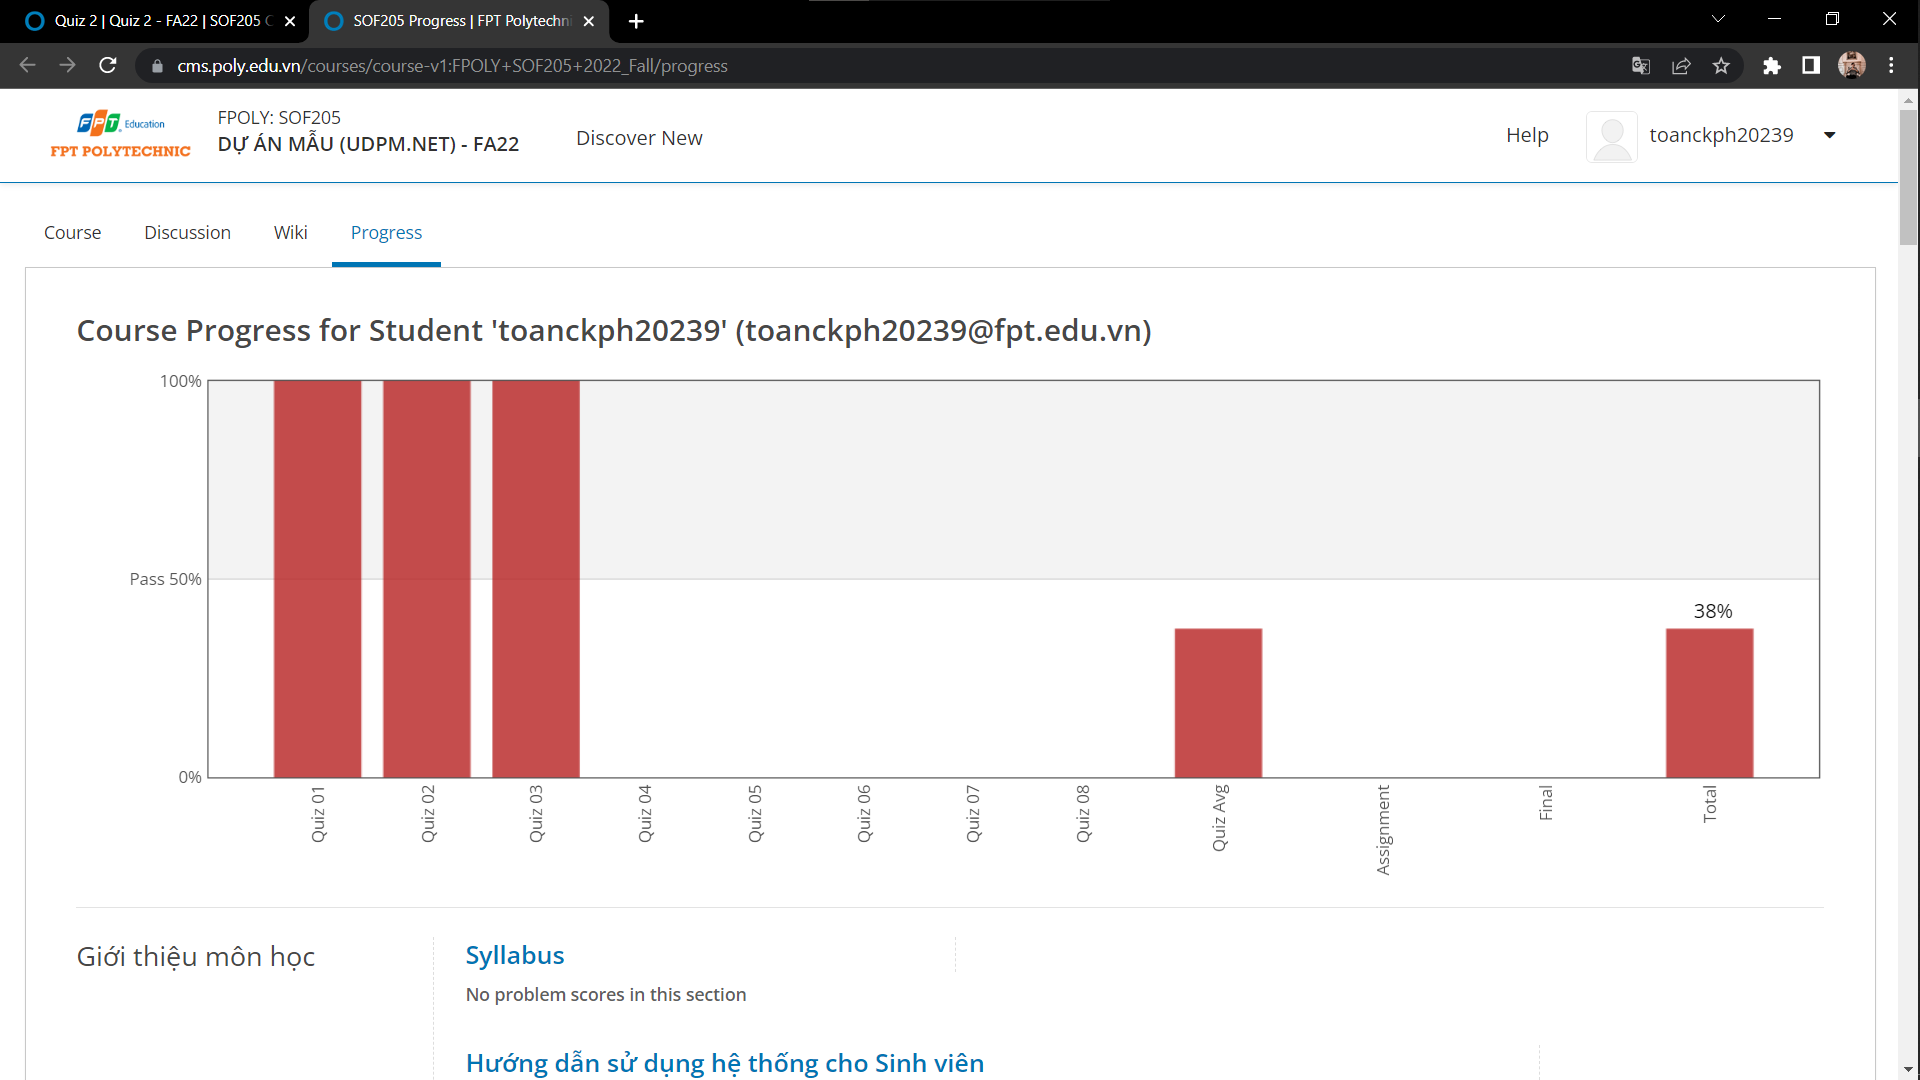 Quiz 2 | Quiz 2 - FA22 | SOF205 C
SOF205 Progress | FPT Polytechni
cms.poly.edu.vn/courses/course-v1:FPOLY+SOF205+2022_Fall/progress
FPT Education
FPT POLYTECHNIC
FPOLY: SOF205
DỰ ÁN MẪU (UDPM.NET) - FA22
Discover New
Help
toanckph20239
Course
Discussion
Wiki
Progress
Course Progress for Student 'toanckph20239' (toanckph20239@fpt.edu.vn)
100%
Pass 50%
0%
38%
Quiz 01
Quiz 02
Quiz 03
Quiz 04
Quiz 05
Quiz 06
Quiz 07
Quiz 08
Quiz Avg
Assignment
Final
Total
Giới thiệu môn học
Syllabus
No problem scores in this section
Hướng dẫn sử dụng hệ thống cho Sinh viên